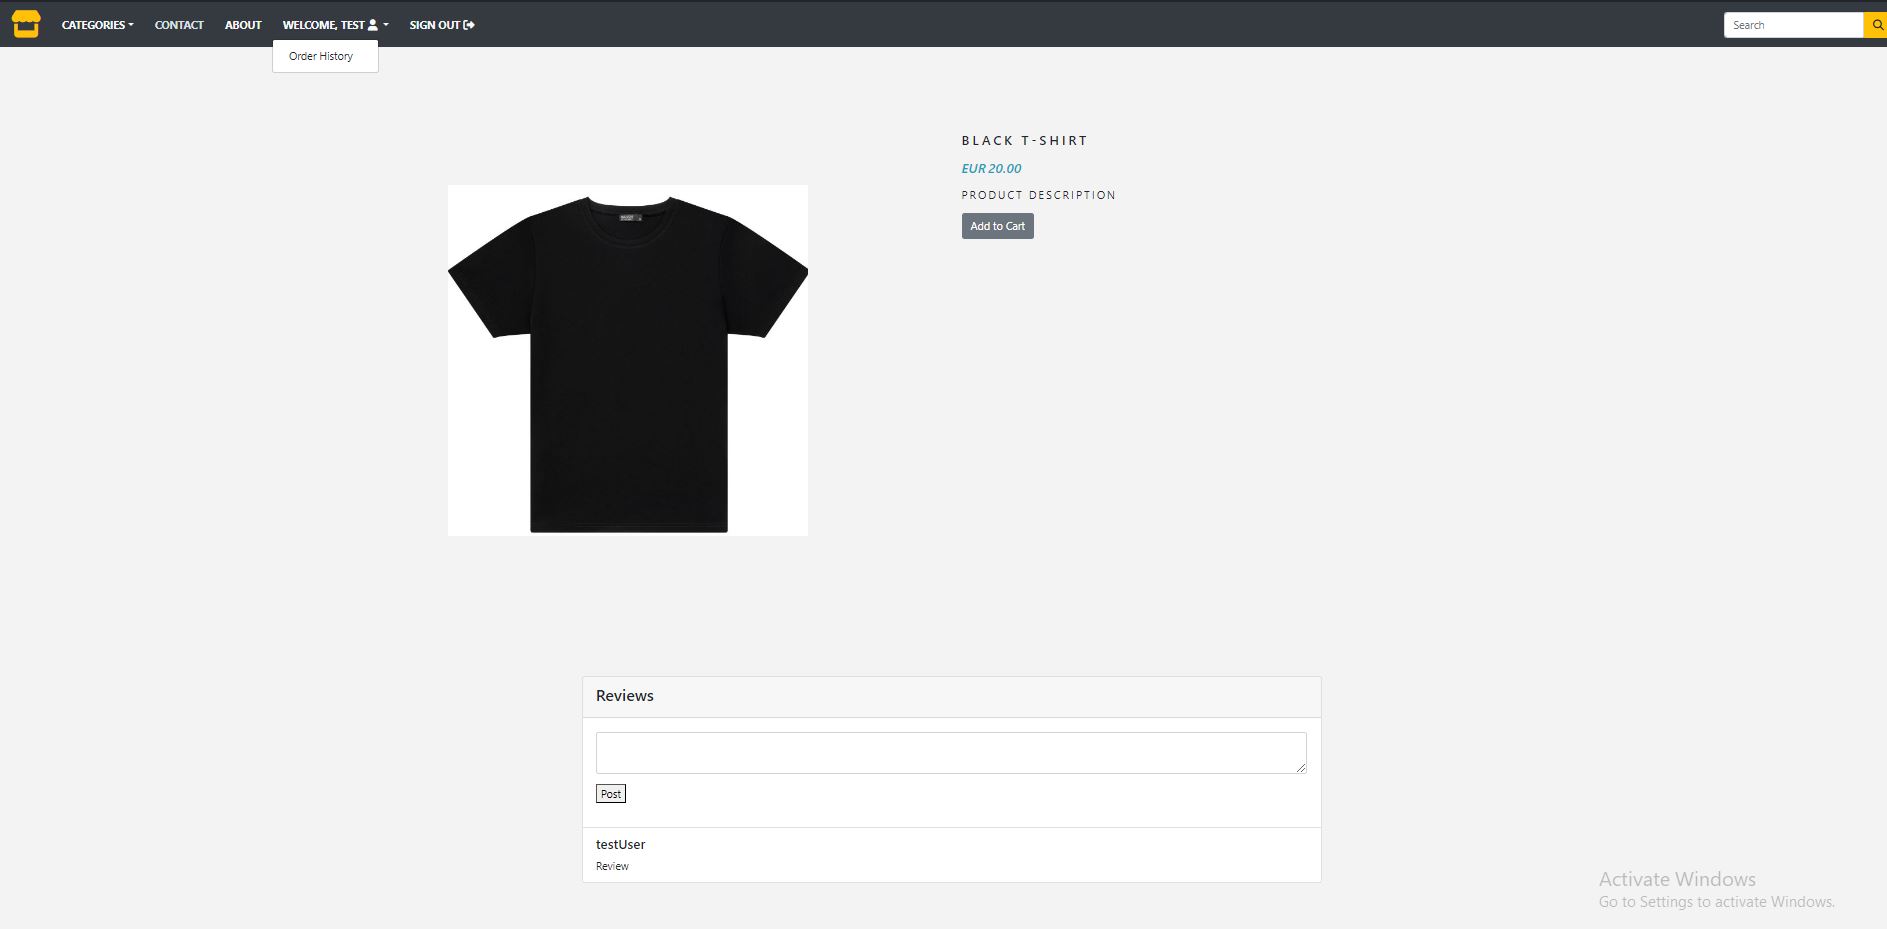 CATEGORIES CONTACT ABOUT WELCOME, TEST SIGN OUT Search
Order History
BLACK T-SHIRT
EUR 20.00
PRODUCT DESCRIPTION
Add to Cart
Reviews
Post
testUser
Review
Activate Windows
Go to Settings to activate Windows.